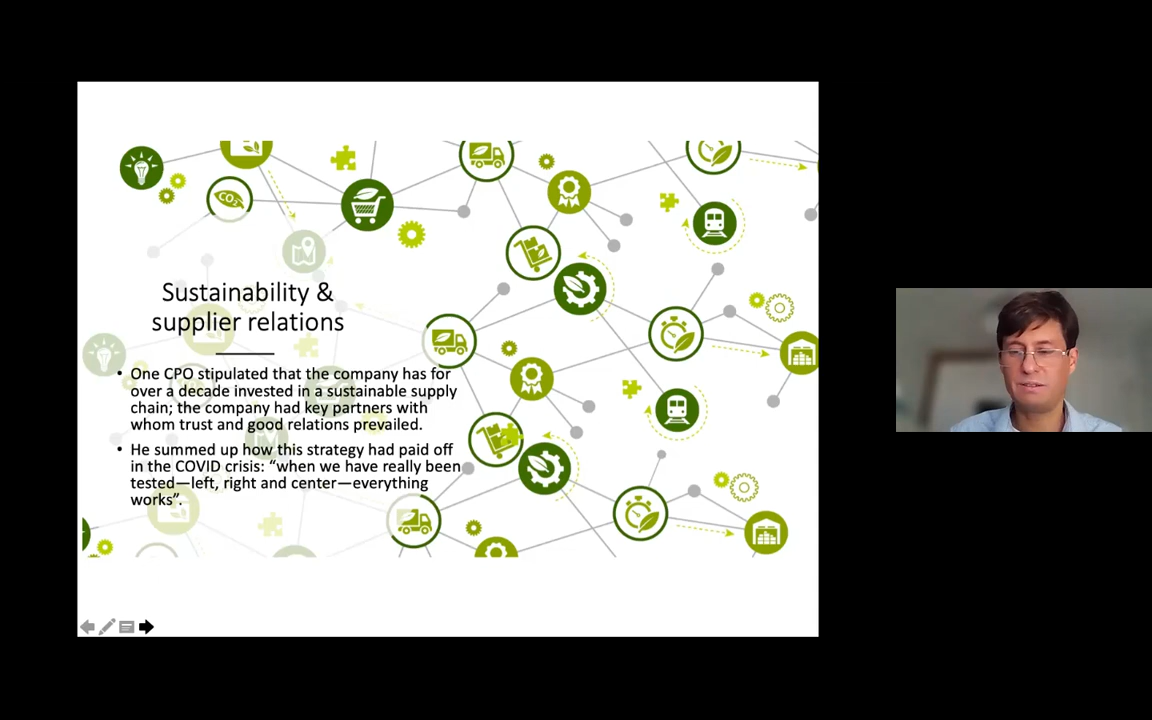 Sustainability &
supplier relations
• One CPO stipulated that the company has for
over a decade invested in a sustainable supply
chain; the company had key partners with
whom trust and good relations prevailed.
• He summed up how this strategy had paid off
in the COVID crisis: “when we have really been
tested—left, right and center—everything
works”.
CO₂